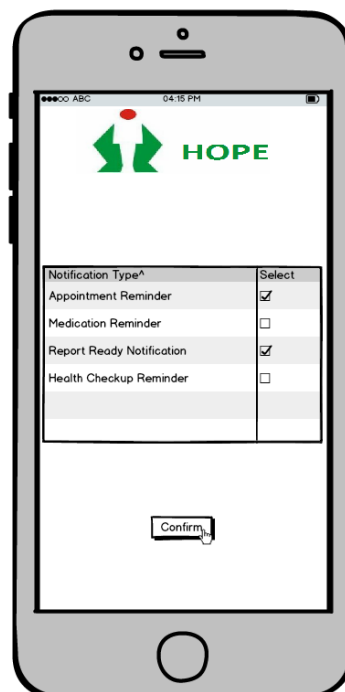 ●●●○○ ABC 04:15 PM
HOPE
Notification Type^ Select
Appointment Reminder
Medication Reminder
Report Ready Notification
Health Checkup Reminder
Confirm